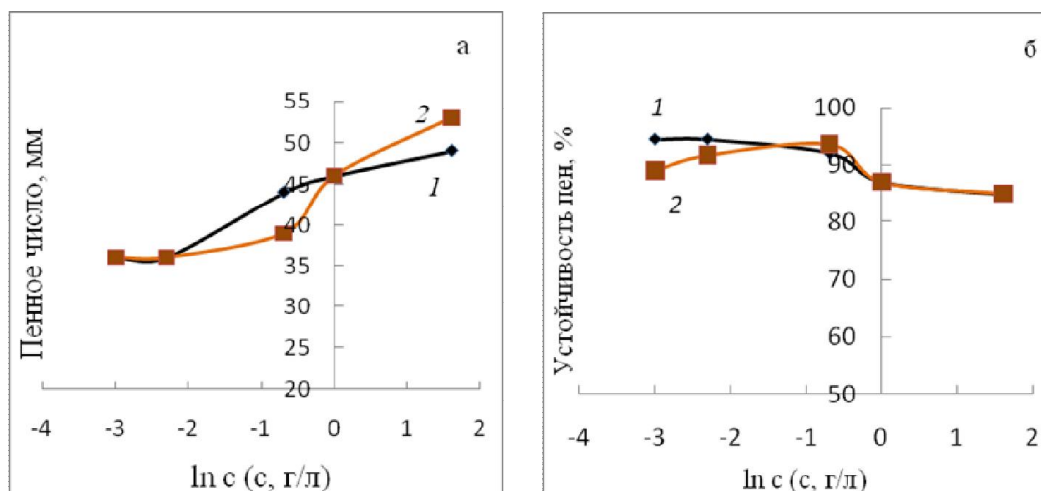 а
Пенное число, мм
55
50
45
40
35
30
25
20
2
1
-4 -3 -2 -1 0 1 2
ln c (c, г/л)
б
Устойчивость пен, %
100
90
80
70
60
50
1
2
-4 -3 -2 -1 0 1 2
ln c (c, г/л)